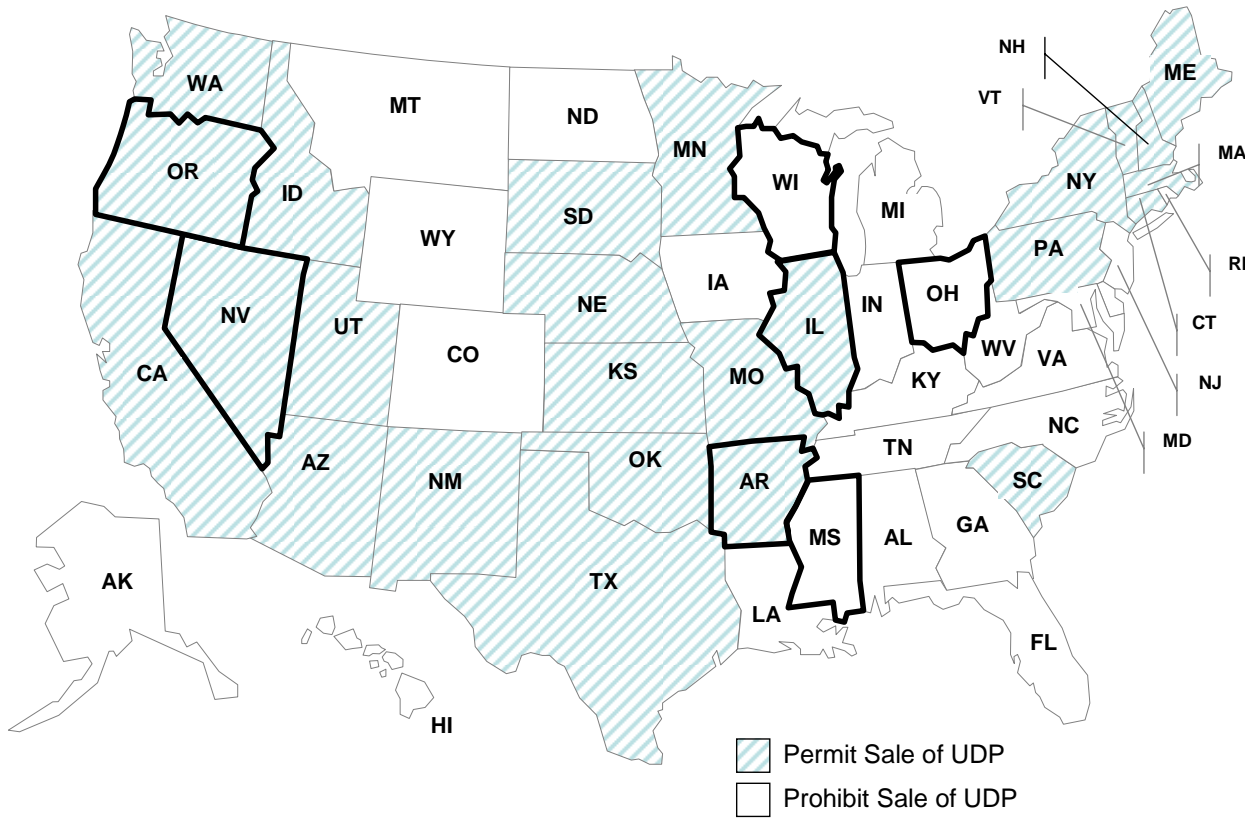 NH
ME
WA
VT
MT
ND
MN
MA
OR
WI
NY
ID
SD
MI
WY
PA
RI
IA
NE
OH
NV
IN
IL
UT
CT
CO
WV
VA
CA
KS
MO
KY
NJ
NC
MD
TN
AZ
OK
NM
AR
SC
GA
MS
AL
AK
TX
LA
FL
HI
Permit Sale of UDP
Prohibit Sale of UDP